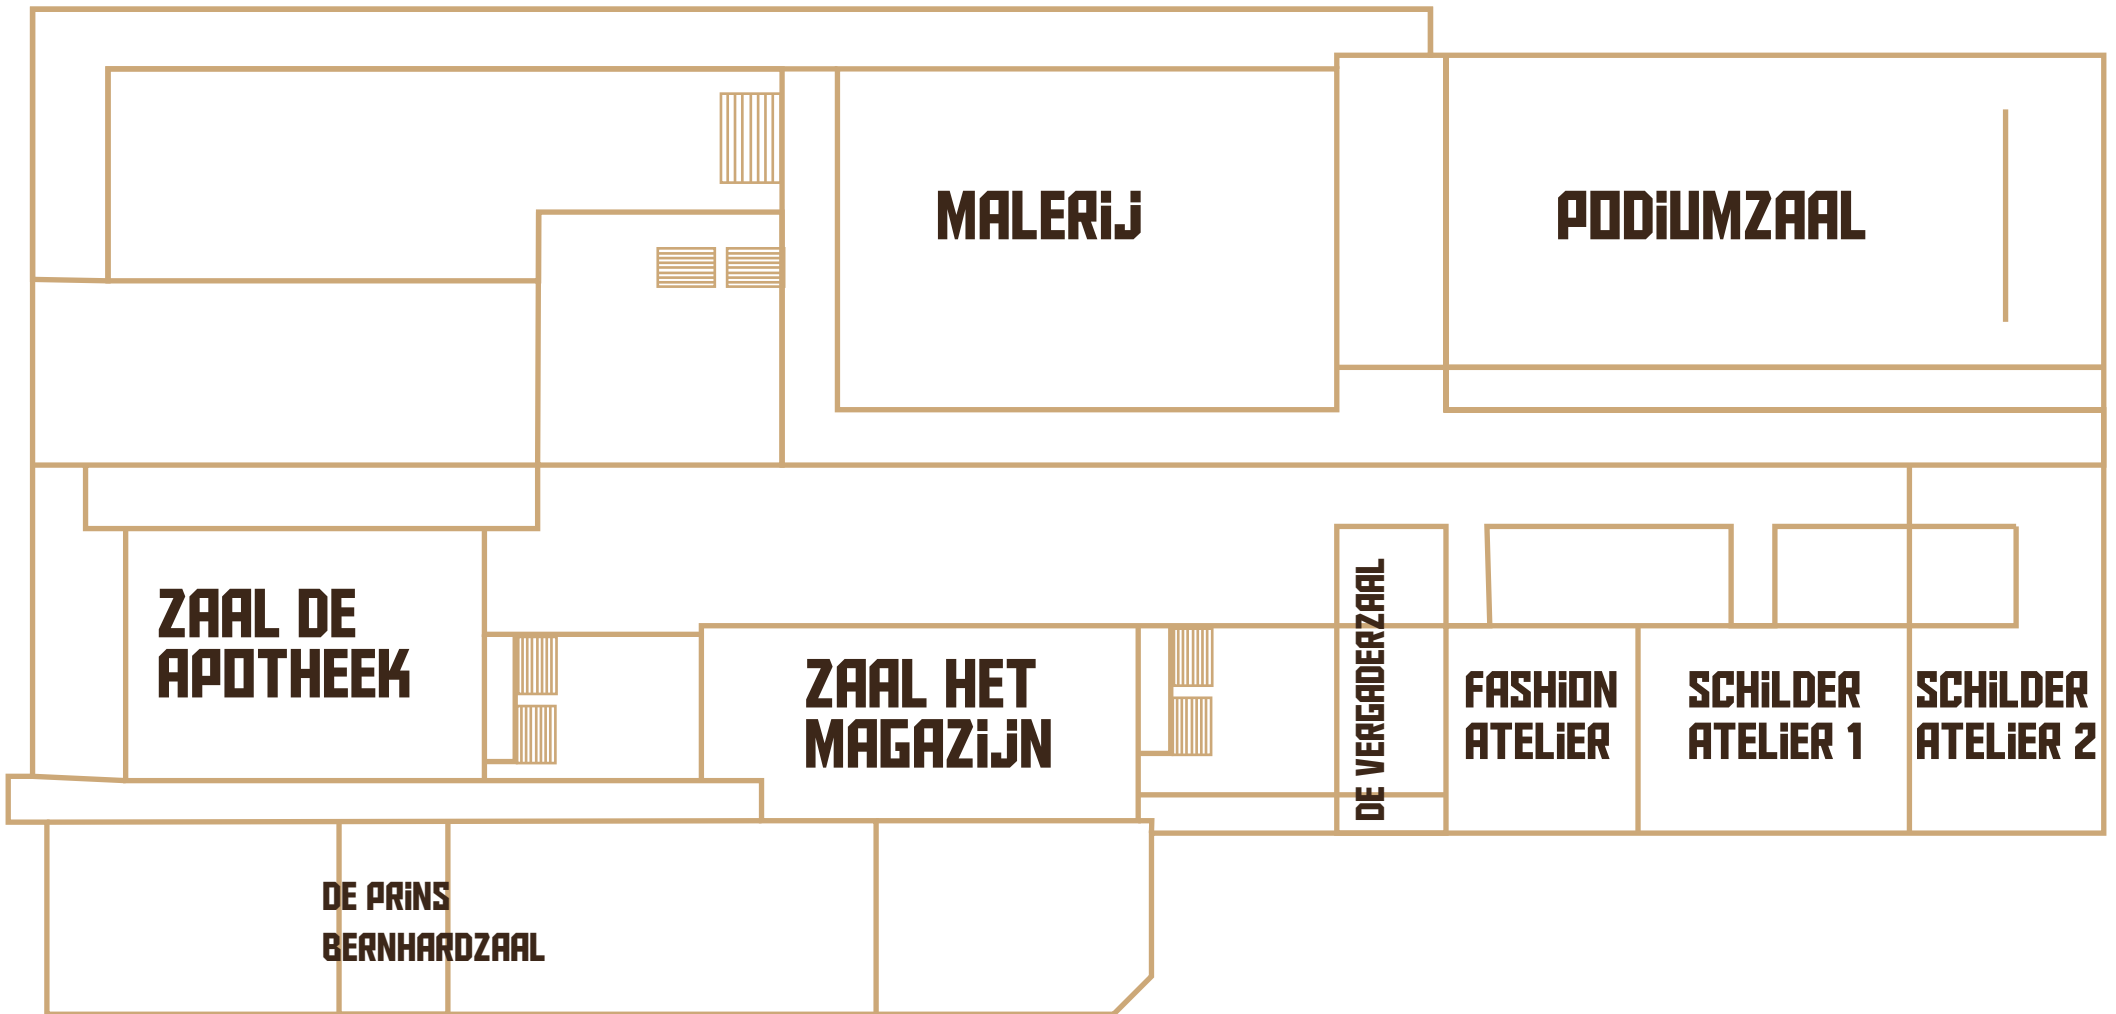 MALERIJ
PODIUMZAAL
ZAAL DE
APOTHEEK
ZAAL HET
MAGAZIJN
DE VERGADERZAAL
FASHION
ATELIER
SCHILDER
ATELIER 1
SCHILDER
ATELIER 2
DE PRINS
BERNHARDZAAL